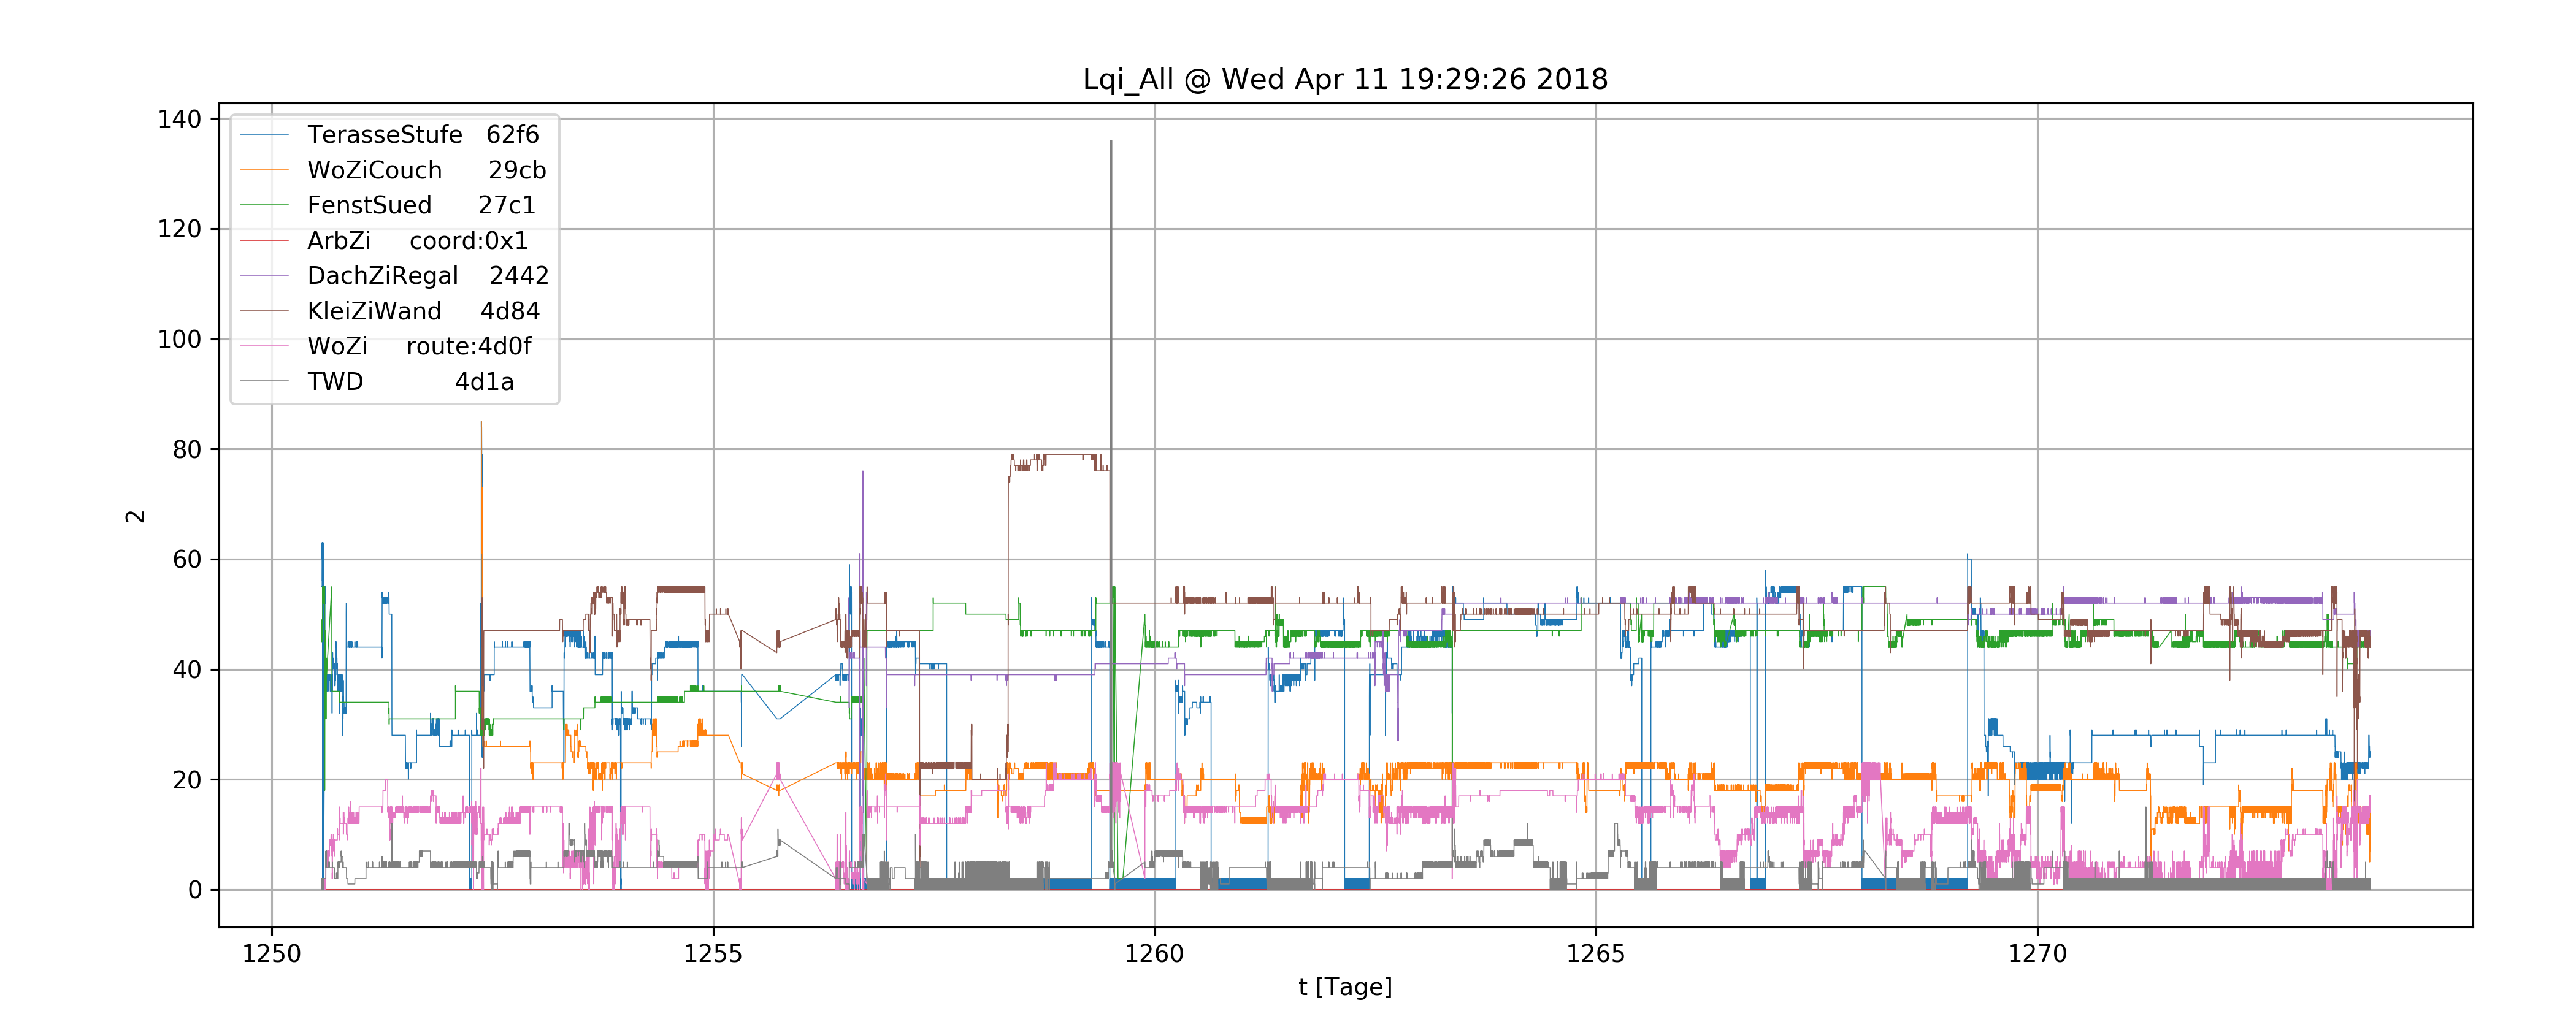 Lqi_All @ Wed Apr 11 19:29:26 2018
140
120
100
80
60
40
20
0
2
TerasseStufe 62f6
WoZiCouch 29cb
FenstSued 27c1
ArbZi coord:0x1
DachZiRegal 2442
KleiZiWand 4d84
WoZi route:4d0f
TWD 4d1a
1250 1255 1260 1265 1270
t [Tage]